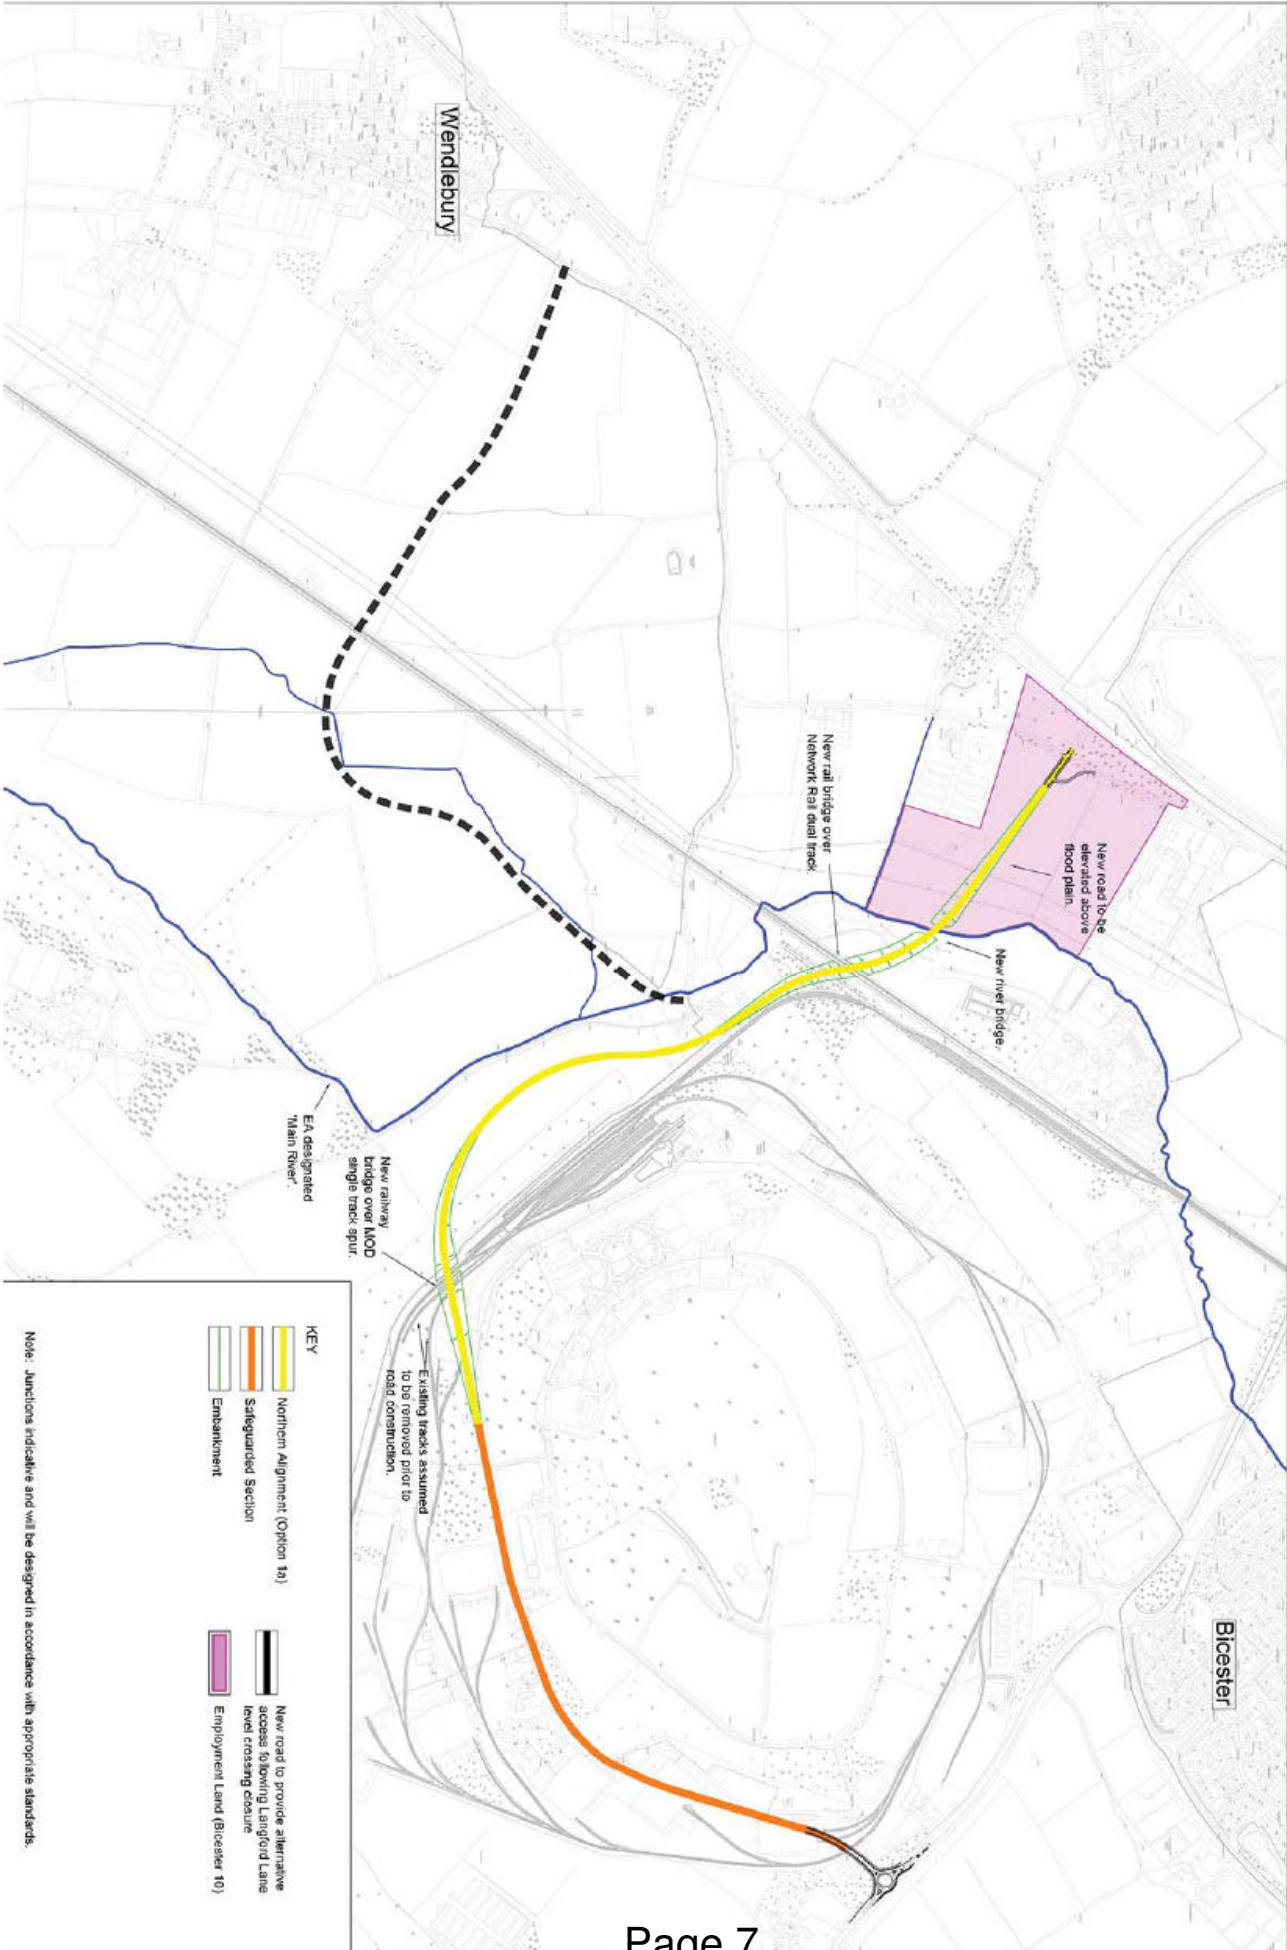 Wendlebury
Bicester
New road to be
elevated above
flood plain.
New river bridge.
New rail bridge over
Network Rail dual track.
EA designated
'Main River'.
New railway
bridge over MOD
single track spur.
Existing tracks assumed
to be removed prior to
road construction.
KEY
Northern Alignment (Option 1a)
Safeguarded Section
Embankment
New road to provide alternative
access following Langford Lane
level crossing closure
Employment Land (Bicester 10)
Note: Junctions indicative and will be designed in accordance with appropriate standards.
Page 7